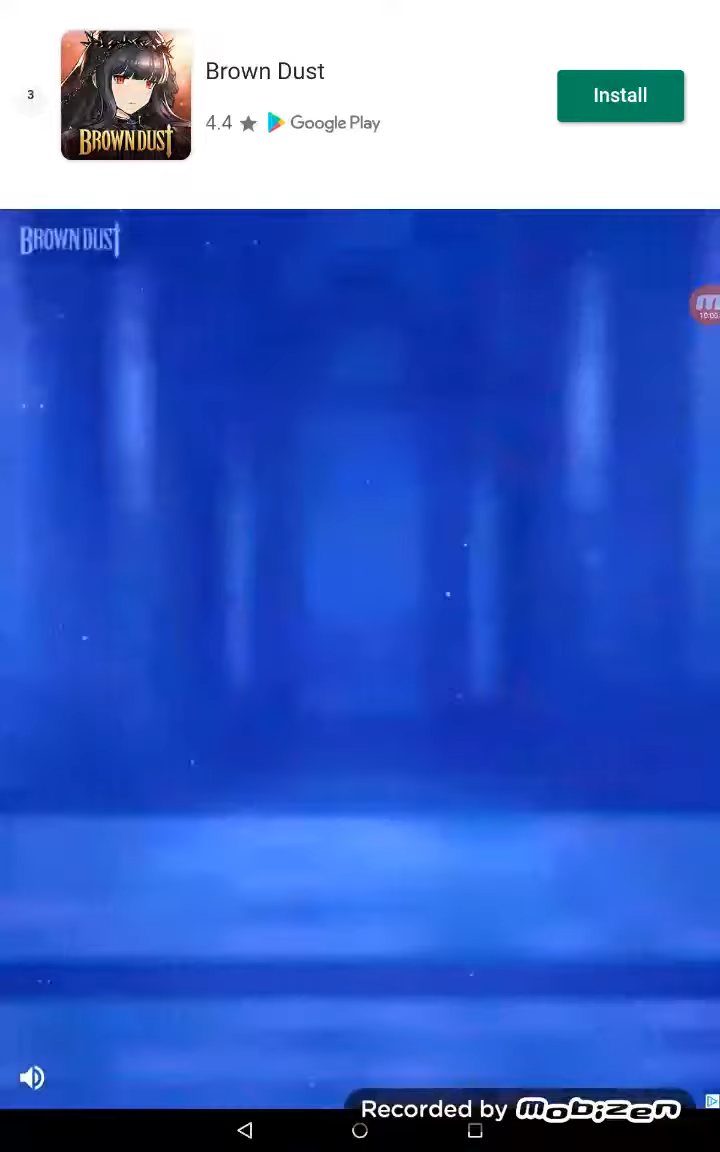 3
BROWN DUST
Brown Dust
4.4 ★ Google Play
Install
BROWN DUST
Recorded by mobizen